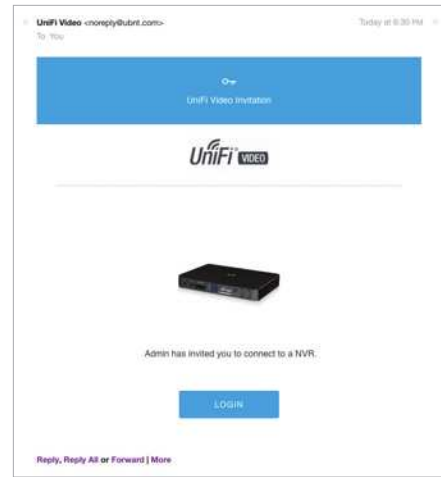 UniFi Video <noreply@ubnt.com>
Today at 6:30 PM
To You
UniFi Video Invitation
UniFi VIDEO
Admin has invited you to connect to a NVR.
LOGIN
Reply, Reply All or Forward | More